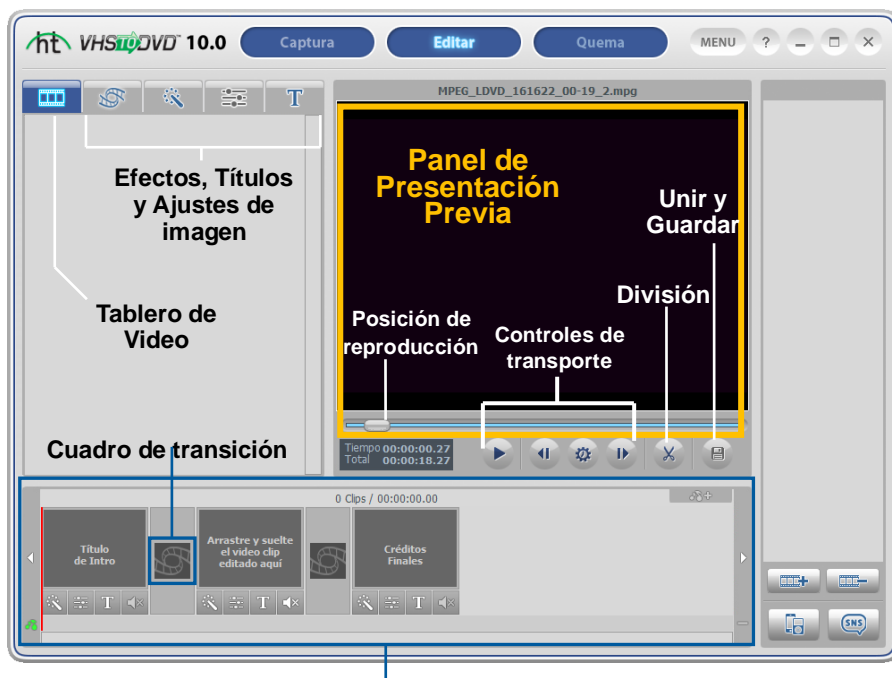 ht VHS TO DVD™ 10.0
Captura
Editar
Quema
MENU
?
T
MPEG_LDVD_161622_00-19_2.mpg
Efectos, Títulos
y Ajustes de
imagen
Tablero de
Video
Panel de
Presentación
Previa
Unir y
Guardar
División
Posición de
reproducción
Controles de
transporte
Cuadro de transición
Tiempo 00:00:00.27
Total 00:00:18.27
0 Clips / 00:00:00.00
Título
de Intro
Arrastre y suelte
el video clip
editado aquí
Créditos
Finales
T
T
T
SNS